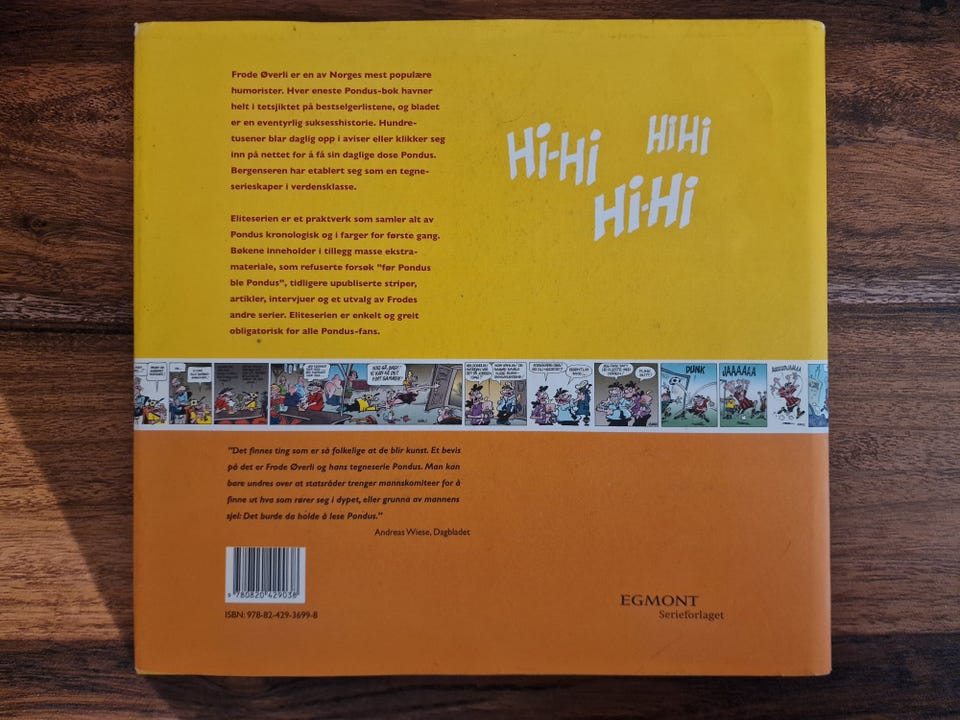 Frode Øverli er en av Norges mest populære
humorister. Hver eneste Pondus-bok havner
helt i tetsjiktet på bestselgerlistene, og bladet
er en eventyrlig suksesshistorie. Hundre-
tusener blar daglig opp i aviser eller klikker seg
inn på nettet for å få sin daglige dose Pondus.
Bergenseren har etablert seg som en tegne-
serieskaper i verdensklasse.
Eliteserien er et praktverk som samler alt av
Pondus kronologisk og i farger for første gang.
Bøkene inneholder i tillegg masse ekstra-
materiale, som refuserte forsøk "før Pondus
ble Pondus", tidligere upubliserte striper,
artikler, intervjuer og et utvalg av Frodes
andre serier. Eliteserien er enkelt og greit
obligatorisk for alle Pondus-fans.
Hi-Hi
HiHi
Hi-Hi
DUNK
JAAAAAA
"Det finnes ting som er så folkelige at de blir kunst. Et bevis
på det er Frode Øverli og hans tegneserie Pondus. Man kan
bare undres over at statsråder trenger mannskomiteer for å
finne ut hva som rører seg i dypet, eller grunna av mannens
sjel: Det burde da holde å lese Pondus."
Andreas Wiese, Dagbladet
9 780820 429038
ISBN: 978-82-429-3699-8
EGMONT
Serieforlaget